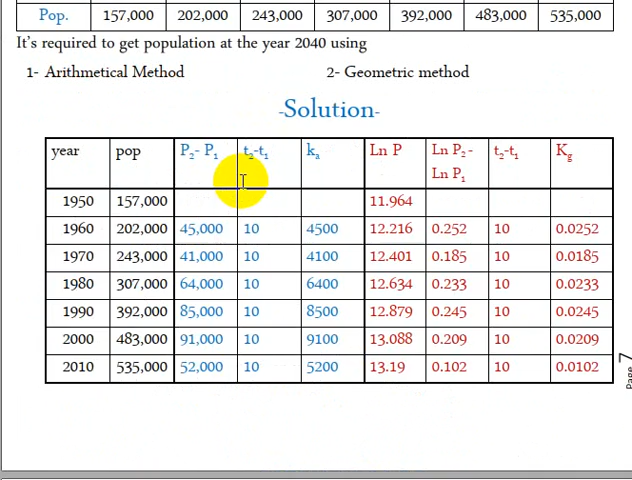 Pop. 157,000 202,000 243,000 307,000 392,000 483,000 535,000
It's required to get population at the year 2040 using
1- Arithmetical Method 2- Geometric method
-Solution-
year pop P₂- P₁ t₂-t₁ kₐ Ln P Ln P₂- Ln P₁ t₂-t₁ K_g
1950 157,000 11.964
1960 202,000 45,000 10 4500 12.216 0.252 10 0.0252
1970 243,000 41,000 10 4100 12.401 0.185 10 0.0185
1980 307,000 64,000 10 6400 12.634 0.233 10 0.0233
1990 392,000 85,000 10 8500 12.879 0.245 10 0.0245
2000 483,000 91,000 10 9100 13.088 0.209 10 0.0209
2010 535,000 52,000 10 5200 13.19 0.102 10 0.0102
Page 7